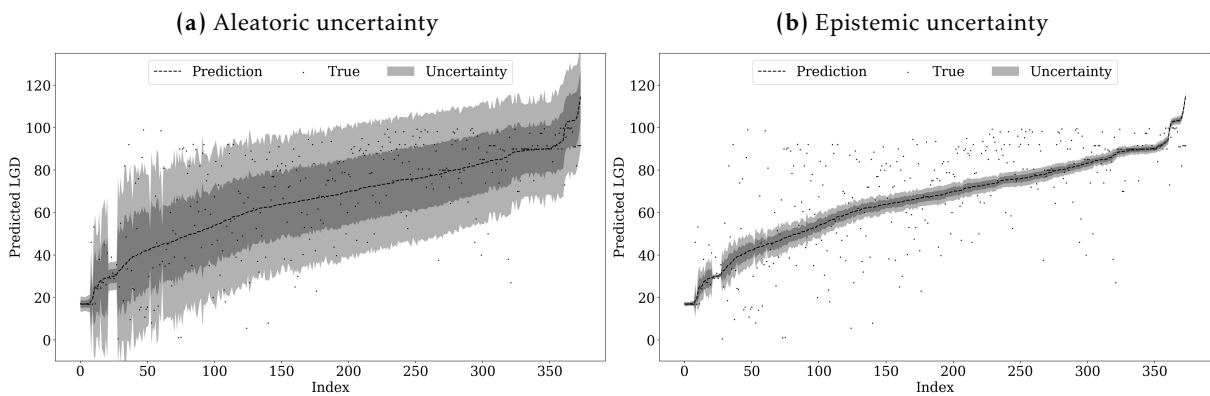 (a) Aleatoric uncertainty
Prediction True Uncertainty
Predicted LGD
120
100
80
60
40
20
0
0 50 100 150 200 250 300 350
Index
(b) Epistemic uncertainty
Prediction True Uncertainty
Predicted LGD
120
100
80
60
40
20
0
0 50 100 150 200 250 300 350
Index